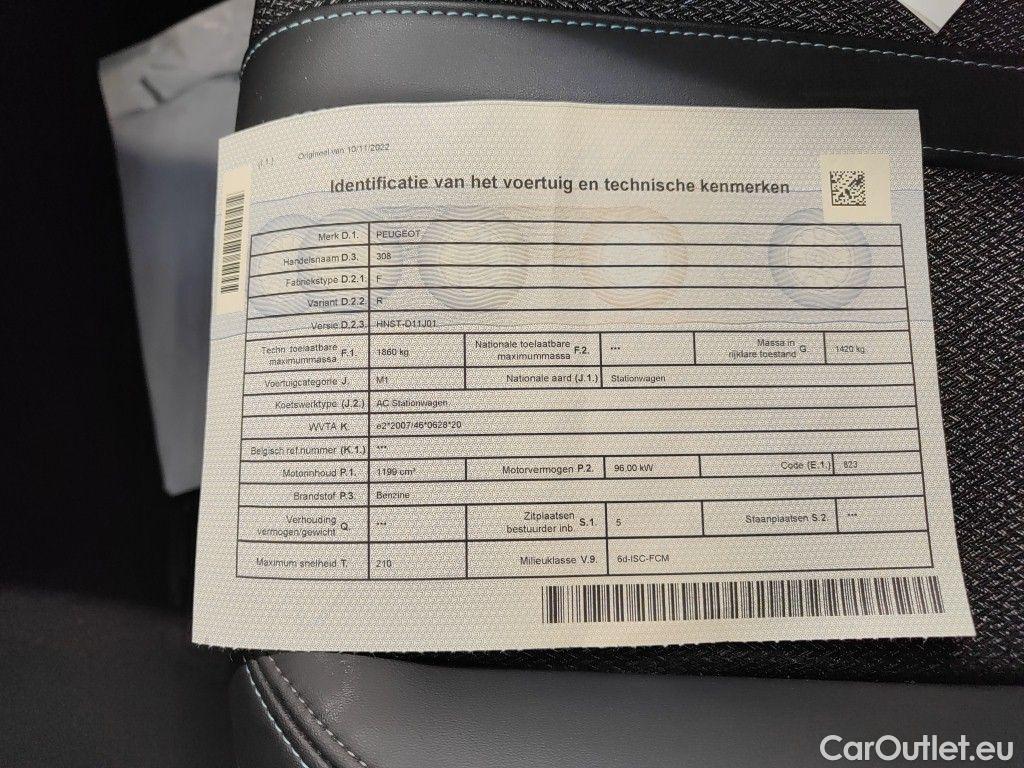 (I.1.) Origineel van 10/11/2022
Identificatie van het voertuig en technische kenmerken
Merk D.1. PEUGEOT
Handelsnaam D.3. 308
Fabriekstype D.2.1. F
Variant D.2.2. R
Versie D.2.3. HNST-D11J01
Techn. toelaatbare maximummassa F.1. 1860 kg Nationale toelaatbare maximummassa F.2. *** Massa in rijklare toestand G. 1420 kg
Voertuigcategorie J. M1 Nationale aard (J.1.) Stationwagen
Koetswerktype (J.2.) AC Stationwagen
WVTA K. e2*2007/46*0628*20
Belgisch ref.nummer (K.1.) ***
Motorinhoud P.1. 1199 cm³ Motorvermogen P.2. 96.00 kW Code (E.1.) 823
Brandstof P.3. Benzine
Verhouding vermogen/gewicht Q. *** Zitplaatsen bestuurder inb. S.1. 5 Staanplaatsen S.2. ***
Maximum snelheid T. 210 Milieuklasse V.9. 6d-ISC-FCM
CarOutlet.eu